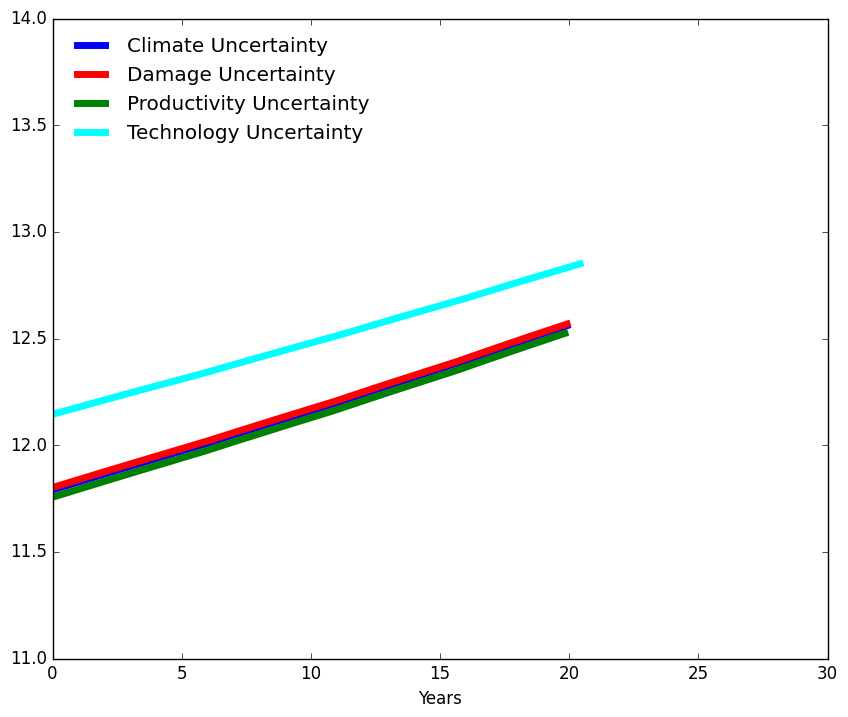 14.0
Climate Uncertainty
Damage Uncertainty
Productivity Uncertainty
Technology Uncertainty
13.5
13.0
12.5
12.0
11.5
11.0
0 5 10 15 20 25 30
Years